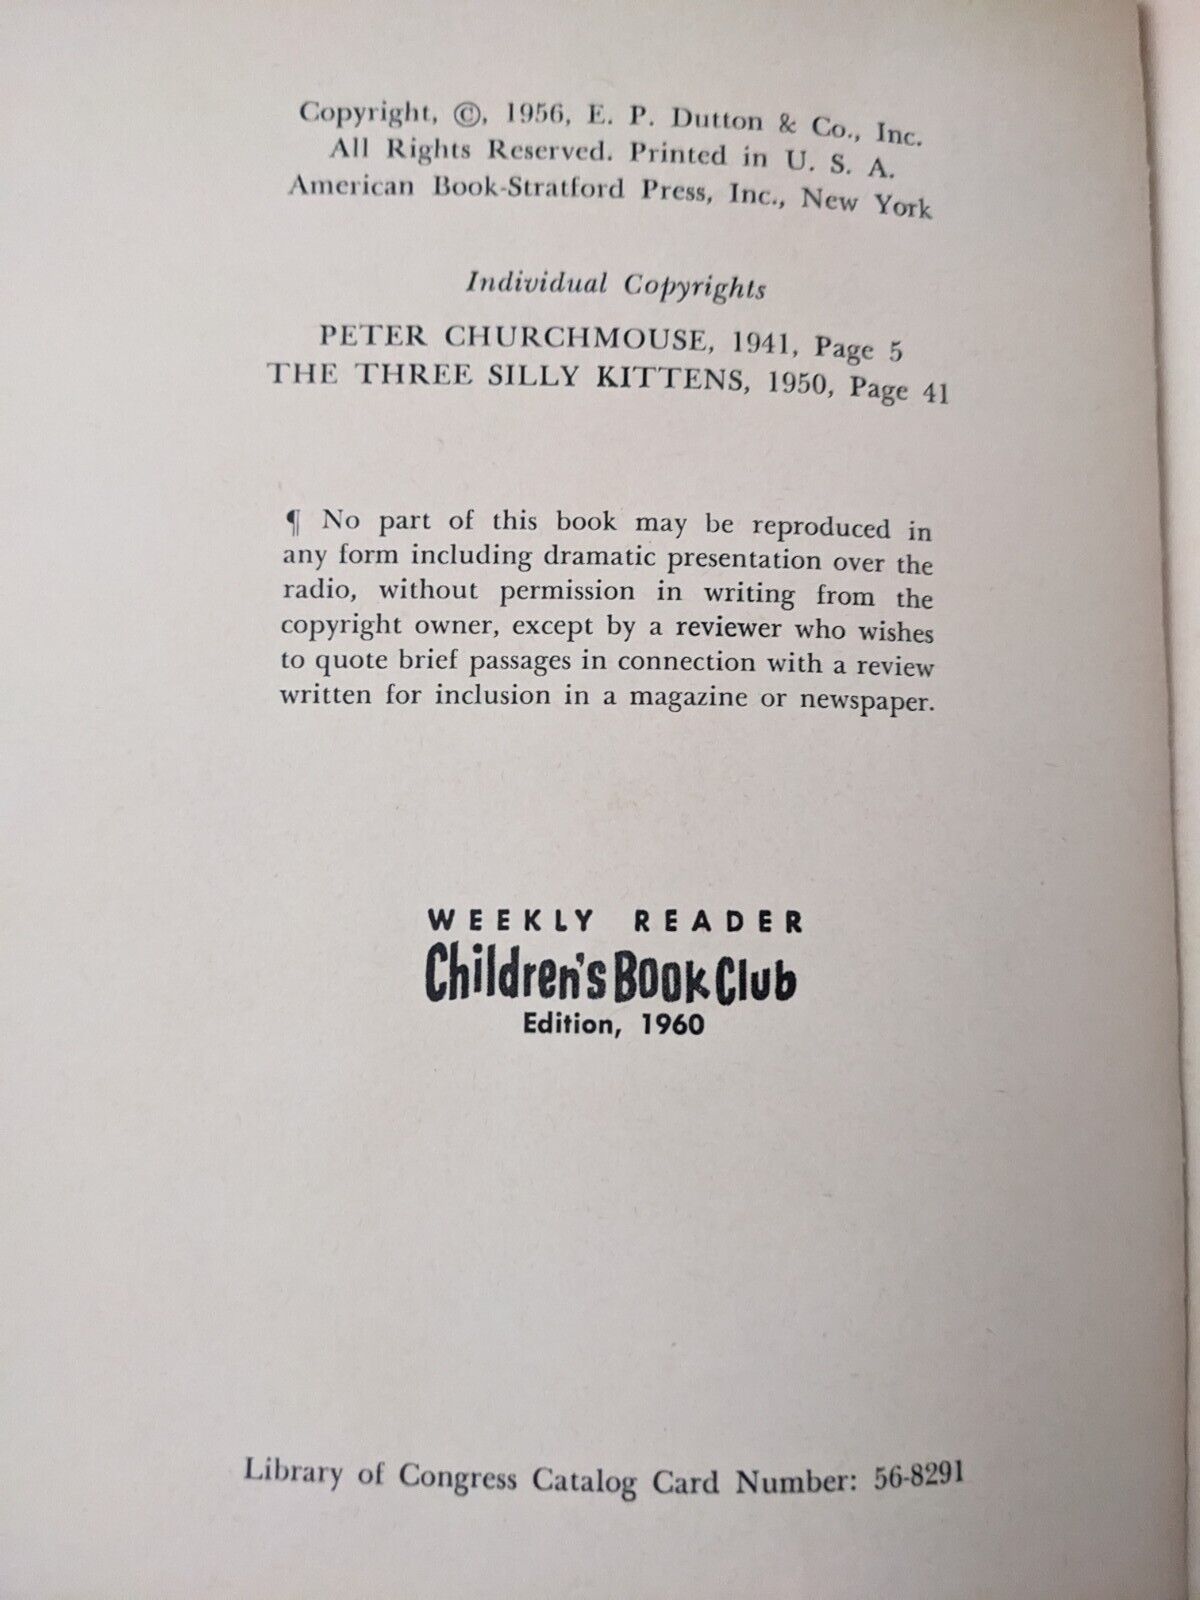 Copyright, ©, 1956, E. P. Dutton & Co., Inc.
All Rights Reserved. Printed in U. S. A.
American Book-Stratford Press, Inc., New York
Individual Copyrights
PETER CHURCHMOUSE, 1941, Page 5
THE THREE SILLY KITTENS, 1950, Page 41
¶ No part of this book may be reproduced in
any form including dramatic presentation over the
radio, without permission in writing from the
copyright owner, except by a reviewer who wishes
to quote brief passages in connection with a review
written for inclusion in a magazine or newspaper.
WEEKLY READER
Children's Book Club
Edition, 1960
Library of Congress Catalog Card Number: 56-8291